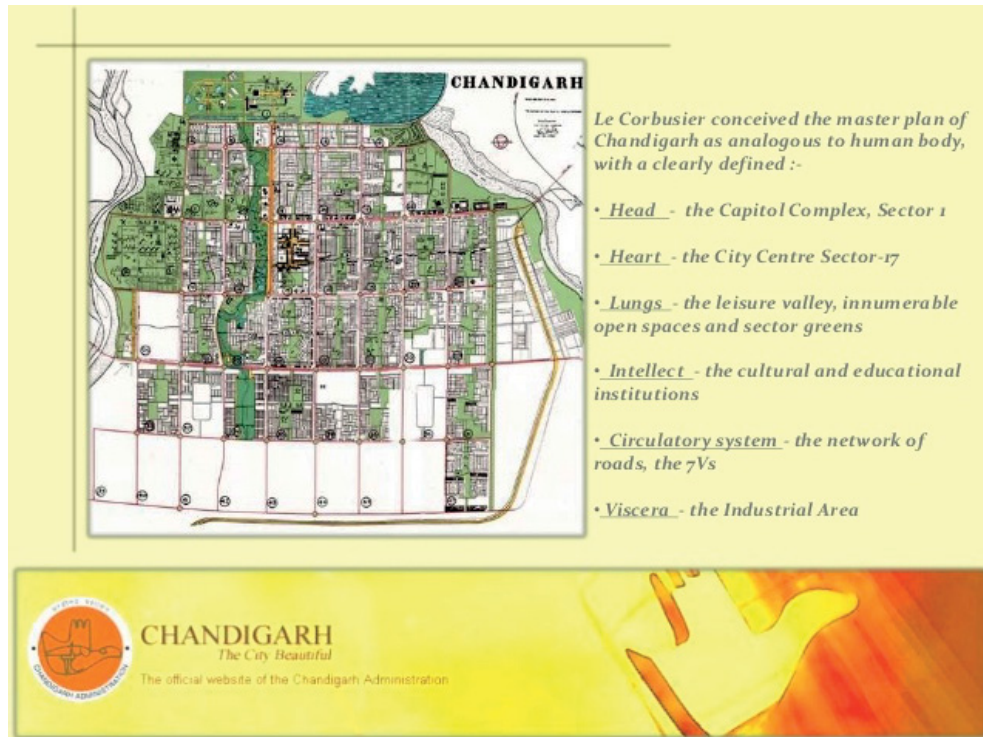 CHANDIGARH
Le Corbusier conceived the master plan of
Chandigarh as analogous to human body,
with a clearly defined :-
• Head - the Capitol Complex, Sector 1
• Heart - the City Centre Sector-17
• Lungs - the leisure valley, innumerable
open spaces and sector greens
• Intellect - the cultural and educational
institutions
• Circulatory system - the network of
roads, the 7Vs
• Viscera - the Industrial Area
CHANDIGARH ADMINISTRATION
CHANDIGARH
The City Beautiful
The official website of the Chandigarh Administration